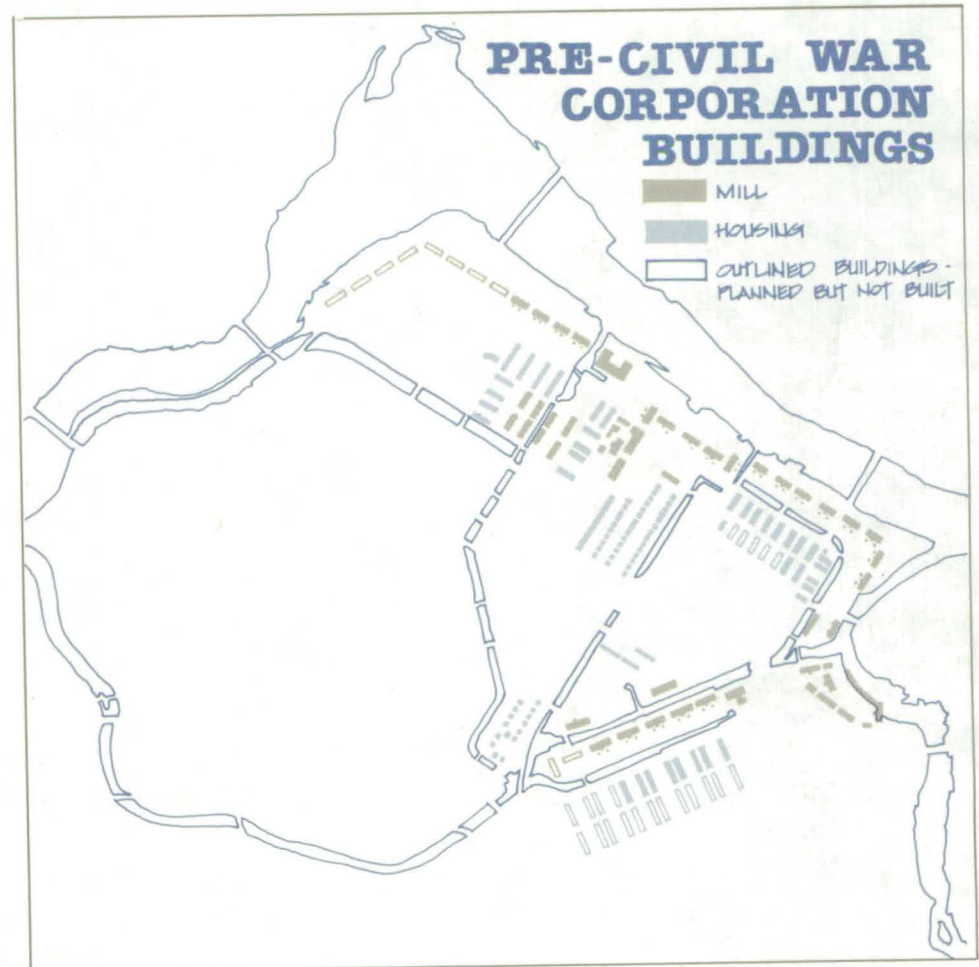 PRE-CIVIL WAR
CORPORATION
BUILDINGS
MILL
HOUSING
OUTLINED BUILDINGS -
PLANNED BUT NOT BUILT